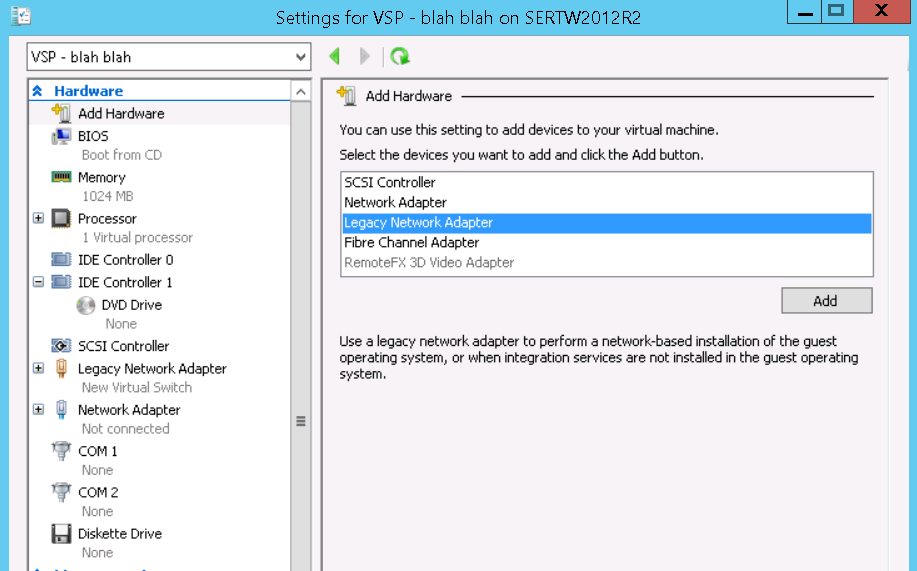 Settings for VSP - blah blah on SERTW2012R2
VSP - blah blah
Hardware
Add Hardware
BIOS
Boot from CD
Memory
1024 MB
Processor
1 Virtual processor
IDE Controller 0
IDE Controller 1
DVD Drive
None
SCSI Controller
Legacy Network Adapter
New Virtual Switch
Network Adapter
Not connected
COM 1
None
COM 2
None
Diskette Drive
None
Add Hardware
You can use this setting to add devices to your virtual machine.
Select the devices you want to add and click the Add button.
SCSI Controller
Network Adapter
Legacy Network Adapter
Fibre Channel Adapter
RemoteFX 3D Video Adapter
Add
Use a legacy network adapter to perform a network-based installation of the guest
operating system, or when integration services are not installed in the guest operating
system.